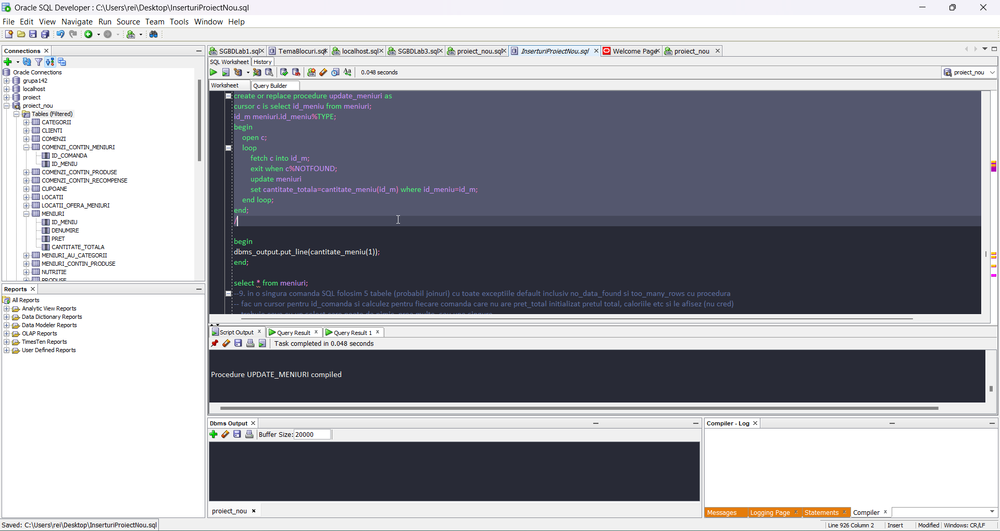 Oracle SQL Developer : C:\Users\rei\Desktop\InserturiProiectNou.sql
File Edit View Navigate Run Source Team Tools Window Help
Connections
Oracle Connections
grupa142
localhost
proiect
proiect_nou
Tables (Filtered)
CATEGORII
CLIENTI
COMENZI
COMENZI_CONTIN_MENIURI
ID_COMANDA
ID_MENIU
COMENZI_CONTIN_PRODUSE
COMENZI_CONTIN_RECOMPENSE
CUPOANE
LOCATII
LOCATII_OFERA_MENIURI
MENIURI
ID_MENIU
DENUMIRE
PRET
CANTITATE_TOTALA
MENIURI_AU_CATEGORII
MENIURI_CONTIN_PRODUSE
NUTRITIE
PRODUSE
Reports
All Reports
Analytic View Reports
Data Dictionary Reports
Data Modeler Reports
OLAP Reports
TimesTen Reports
User Defined Reports
SGBDLab1.sql TemaBlocuri.sql localhost.sql SGBDLab3.sql proiect_nou.sql InserturiProiectNou.sql Welcome Page proiect_nou
SQL Worksheet History
0.048 seconds
proiect_nou
Worksheet Query Builder
create or replace procedure update_meniuri as
cursor c is select id_meniu from meniuri;
id_m meniuri.id_meniu%TYPE;
begin
open c;
loop
fetch c into id_m;
exit when c%NOTFOUND;
update meniuri
set cantitate_totala=cantitate_meniu(id_m) where id_meniu=id_m;
end loop;
end;
/
begin
dbms_output.put_line(cantitate_meniu(1));
end;
select * from meniuri;
--9. in o singura comanda SQL folosim 5 tabele (probabil joinuri) cu toate exceptiile default inclusiv no_data_found si too_many_rows cu procedura
-- fac un cursor pentru id_comanda si calculez pentru fiecare comanda care nu are pret_total initializat pretul total, caloriile etc si le afisez (nu cred)
Script Output Query Result Query Result 1
Task completed in 0.048 seconds
Procedure UPDATE_MENIURI compiled
Dbms Output
Buffer Size: 20000
proiect_nou
Compiler - Log
Messages Logging Page Statements Compiler
Saved: C:\Users\rei\Desktop\InserturiProiectNou.sql
Line 926 Column 2 Insert Modified Windows: CR/LF